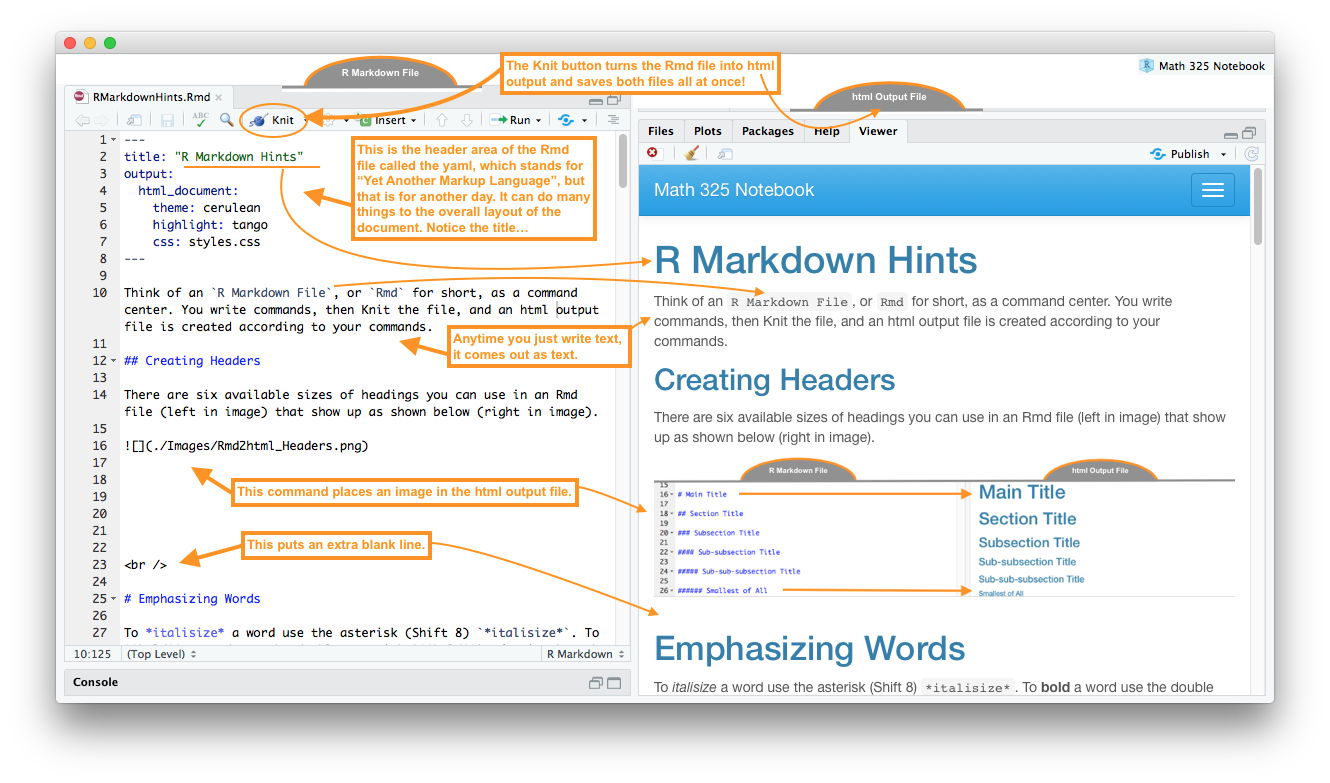 R Markdown File
The Knit button turns the Rmd file into html
output and saves both files all at once!
Math 325 Notebook
RMarkdownHints.Rmd
html Output File
ABC
Knit
Insert
Run
1 ---
2 title: "R Markdown Hints"
3 output:
4 html_document:
5 theme: cerulean
6 highlight: tango
7 css: styles.css
8 ---
9
10 Think of an `R Markdown File`, or `Rmd` for short, as a command
center. You write commands, then Knit the file, and an html output
file is created according to your commands.
11
12 ## Creating Headers
13
14 There are six available sizes of headings you can use in an Rmd
file (left in image) that show up as shown below (right in image).
15
16 ![](./Images/Rmd2html_Headers.png)
17
18
19
20
21
22
23 <br />
24
25 # Emphasizing Words
26
27 To *italisize* a word use the asterisk (Shift 8) `*italisize*`. To
10:125 (Top Level) R Markdown
Console
This is the header area of the Rmd
file called the yaml, which stands for
"Yet Another Markup Language", but
that is for another day. It can do many
things to the overall layout of the
document. Notice the title…
Anytime you just write text,
it comes out as text.
This command places an image in the html output file.
This puts an extra blank line.
Files Plots Packages Help Viewer
Publish
Math 325 Notebook
R Markdown Hints
Think of an R Markdown File, or Rmd for short, as a command center. You write
commands, then Knit the file, and an html output file is created according to your
commands.
Creating Headers
There are six available sizes of headings you can use in an Rmd file (left in image) that show
up as shown below (right in image).
R Markdown File
html Output File
15
16 # Main Title
17
18 ## Section Title
19
20 ### Subsection Title
21
22 #### Sub-subsection Title
23
24 ##### Sub-sub-subsection Title
25
26 ###### Smallest of All
Main Title
Section Title
Subsection Title
Sub-subsection Title
Sub-sub-subsection Title
Smallest of All
Emphasizing Words
To italisize a word use the asterisk (Shift 8) *italisize*. To bold a word use the double